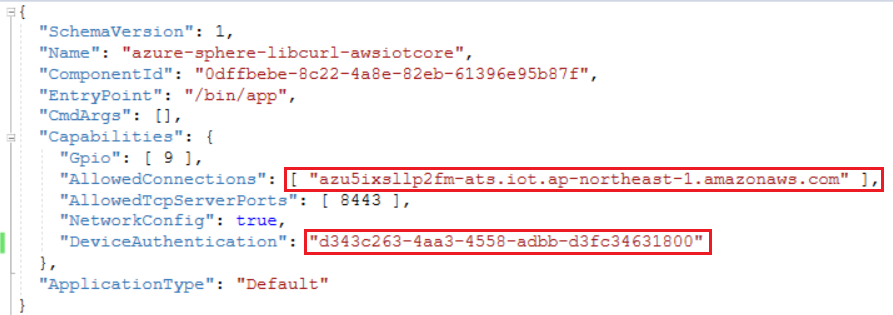 {
"SchemaVersion": 1,
"Name": "azure-sphere-libcurl-awsiotcore",
"ComponentId": "0dffbebe-8c22-4a8e-82eb-61396e95b87f",
"EntryPoint": "/bin/app",
"CmdArgs": [],
"Capabilities": {
"Gpio": [ 9 ],
"AllowedConnections": [ "azu5ixsllp2fm-ats.iot.ap-northeast-1.amazonaws.com" ],
"AllowedTcpServerPorts": [ 8443 ],
"NetworkConfig": true,
"DeviceAuthentication": "d343c263-4aa3-4558-adbb-d3fc34631800"
},
"ApplicationType": "Default"
}